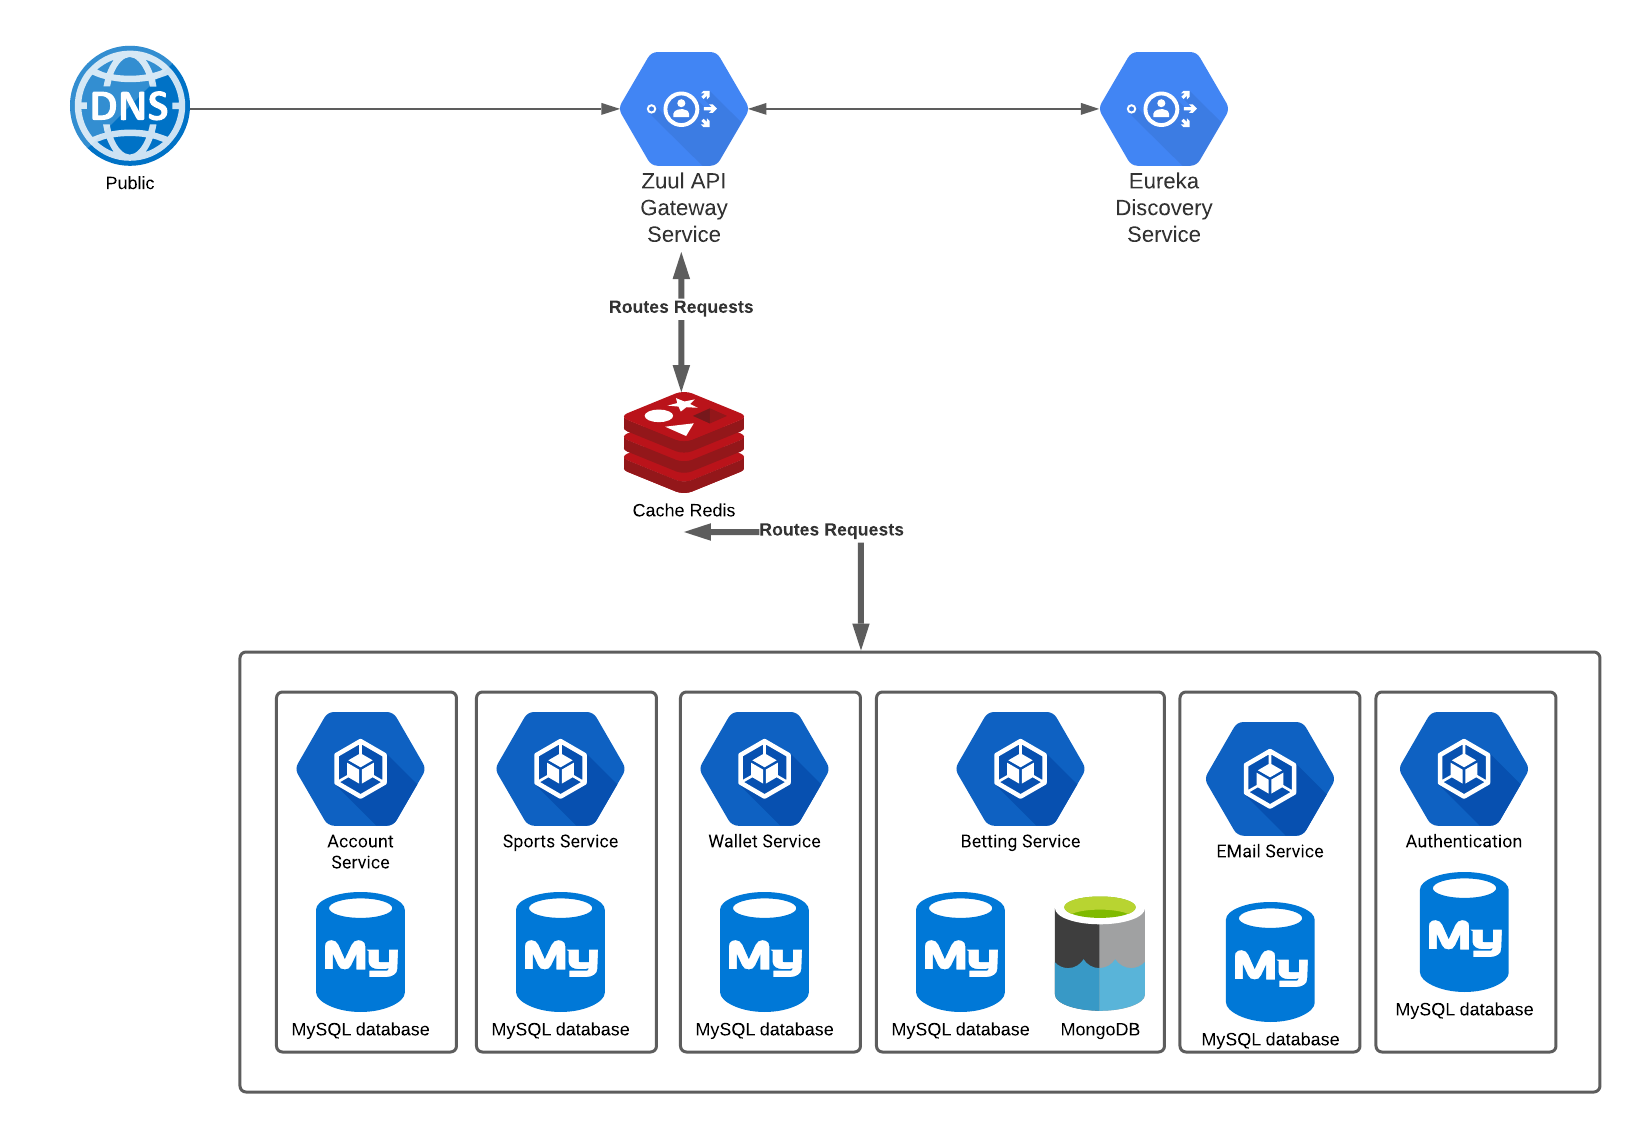 DNS
Public
Zuul API
Gateway
Service
Eureka
Discovery
Service
Routes Requests
Cache Redis
Routes Requests
Account
Service
My
MySQL database
Sports Service
My
MySQL database
Wallet Service
My
MySQL database
Betting Service
My
MySQL database
MongoDB
EMail Service
My
MySQL database
Authentication
My
MySQL database